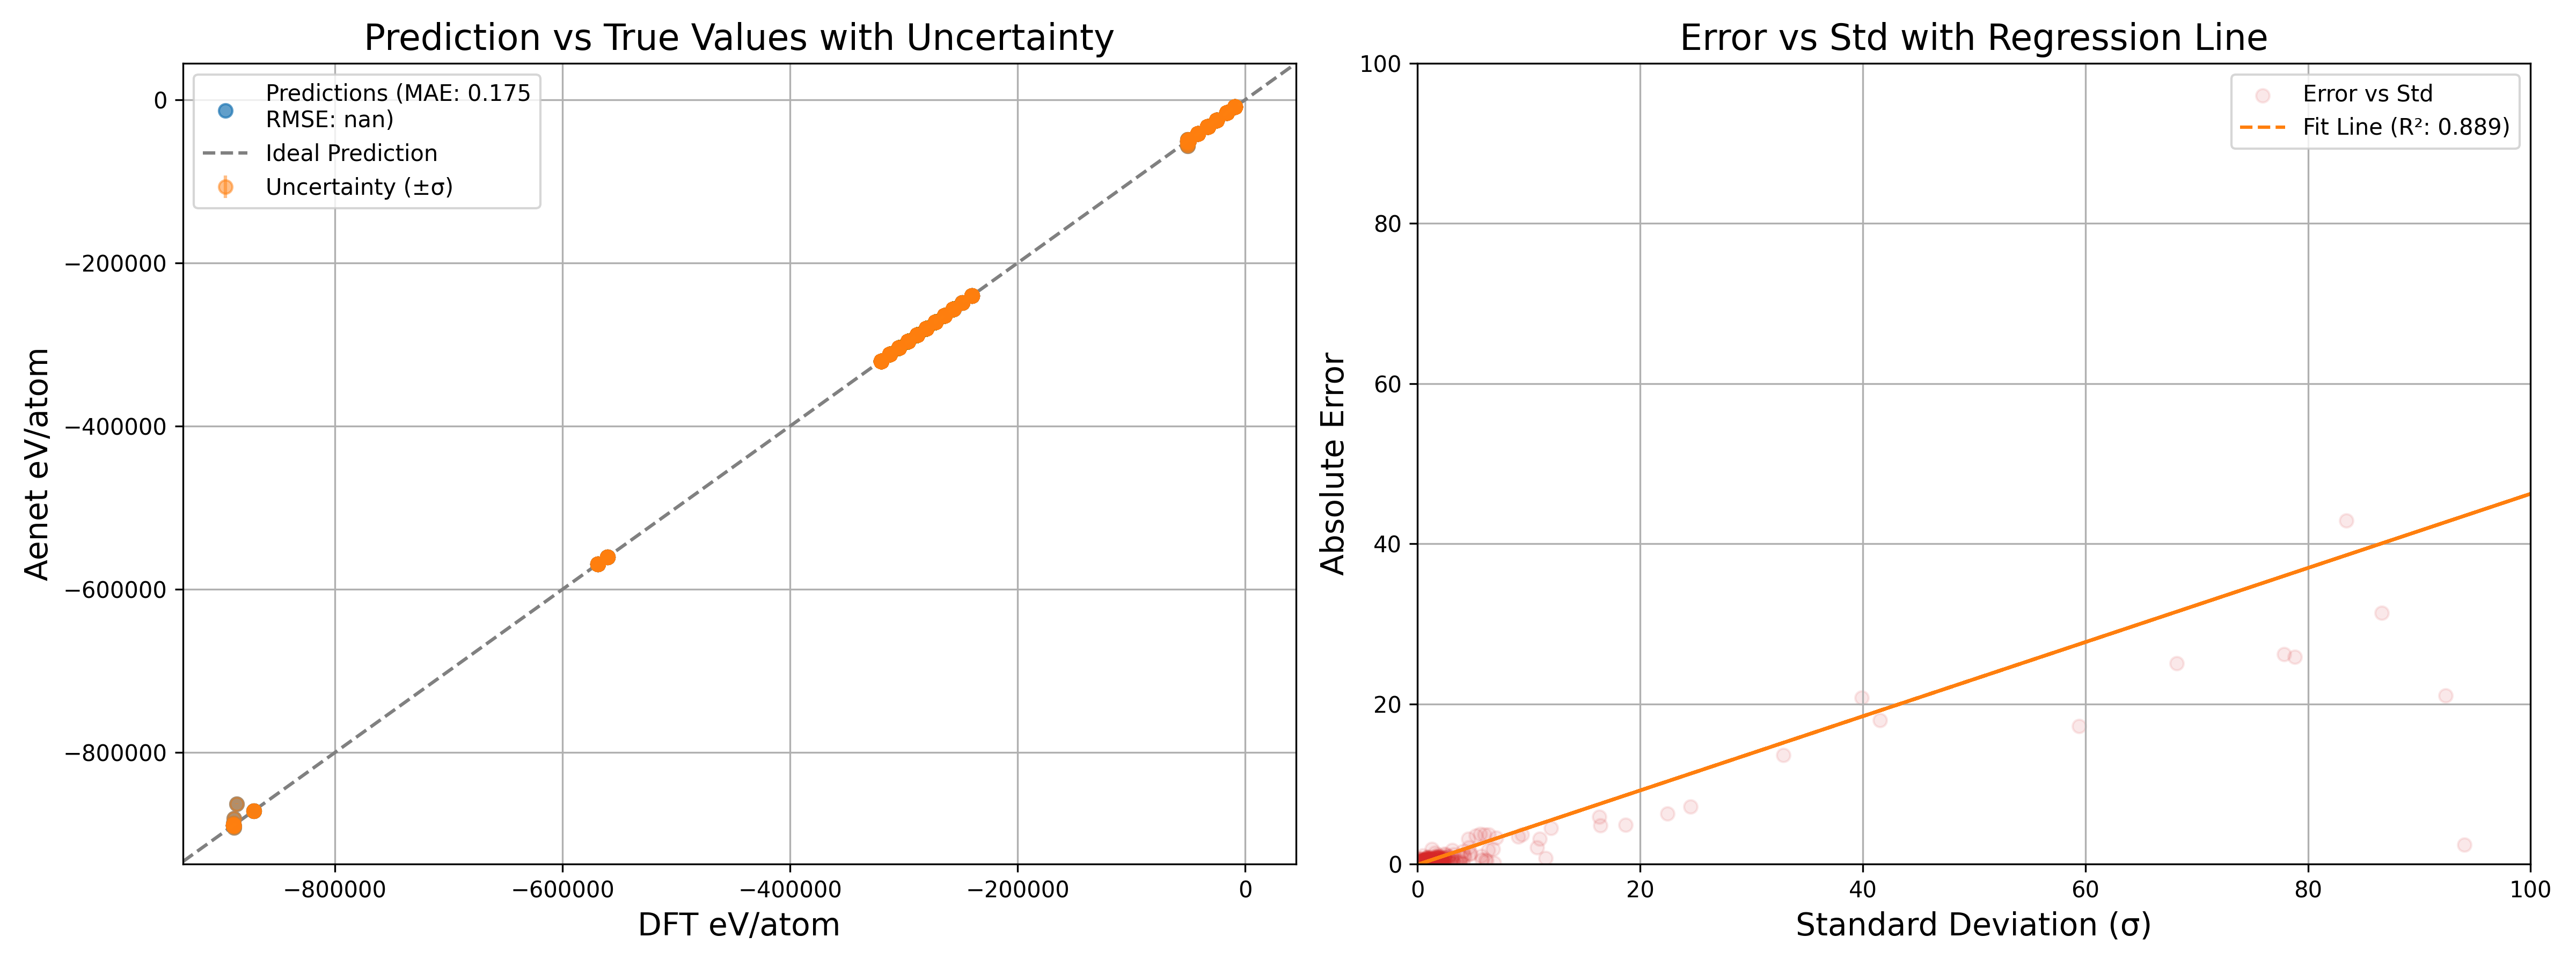 Prediction vs True Values with Uncertainty
Predictions (MAE: 0.175
RMSE: nan)
Ideal Prediction
Uncertainty (±σ)
0
−200000
−400000
−600000
−800000
Aenet eV/atom
−800000
−600000
−400000
−200000
0
DFT eV/atom
Error vs Std with Regression Line
Error vs Std
Fit Line (R²: 0.889)
100
80
60
40
20
0
Absolute Error
0
20
40
60
80
100
Standard Deviation (σ)